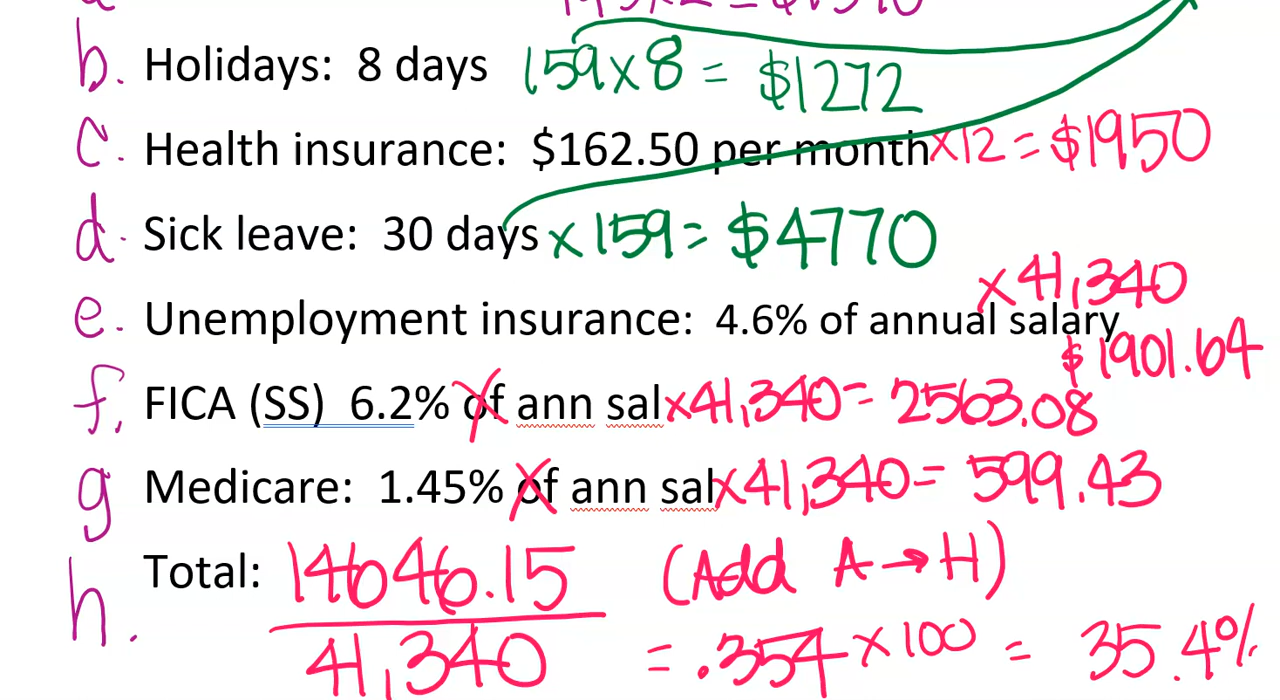 b. Holidays: 8 days 159 x 8 = $1272
c. Health insurance: $162.50 per month x12 = $1950
d. Sick leave: 30 days x 159 = $4770
x 41,340
e. Unemployment insurance: 4.6% of annual salary
$1901.64
f. FICA (SS) 6.2% of ann sal x 41,340 = 2563.08
g Medicare: 1.45% of ann sal x 41,340 = 599.43
h. Total: 14646.15 (Add A → H)
41,340 = .354 x 100 = 35.4%